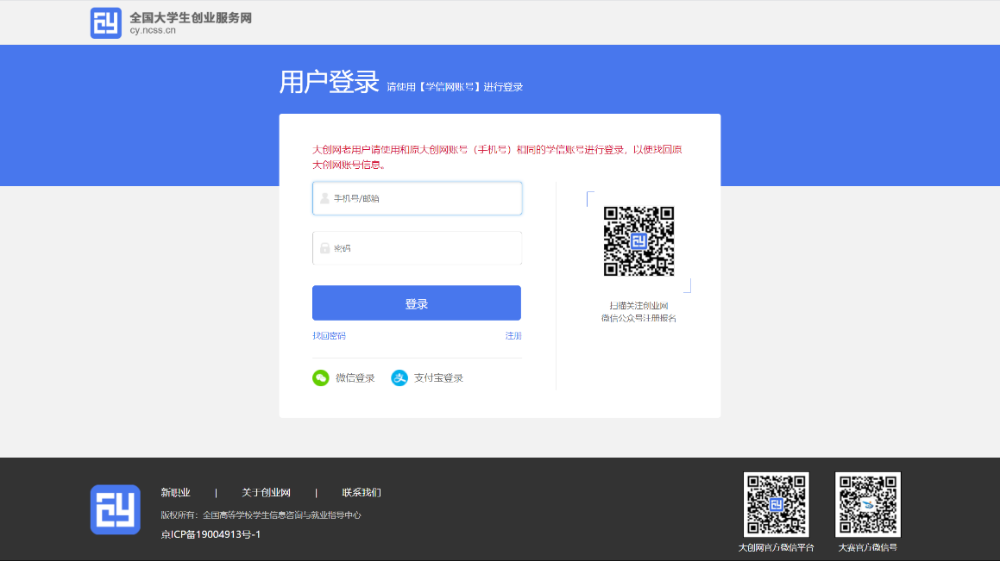 全国大学生创业服务网
cy.ncss.cn
用户登录 请使用【学信网账号】进行登录
大创网老用户请使用和原大创网账号（手机号）相同的学信账号进行登录，以便找回原
大创网账号信息。
手机号/邮箱
密码
登录
找回密码 注册
微信登录 支付宝登录
扫描关注创业网
微信公众号注册报名
新职业 | 关于创业网 | 联系我们
版权所有：全国高等学校学生信息咨询与就业指导中心
京ICP备19004913号-1
大创网官方微信平台 大赛官方微信号